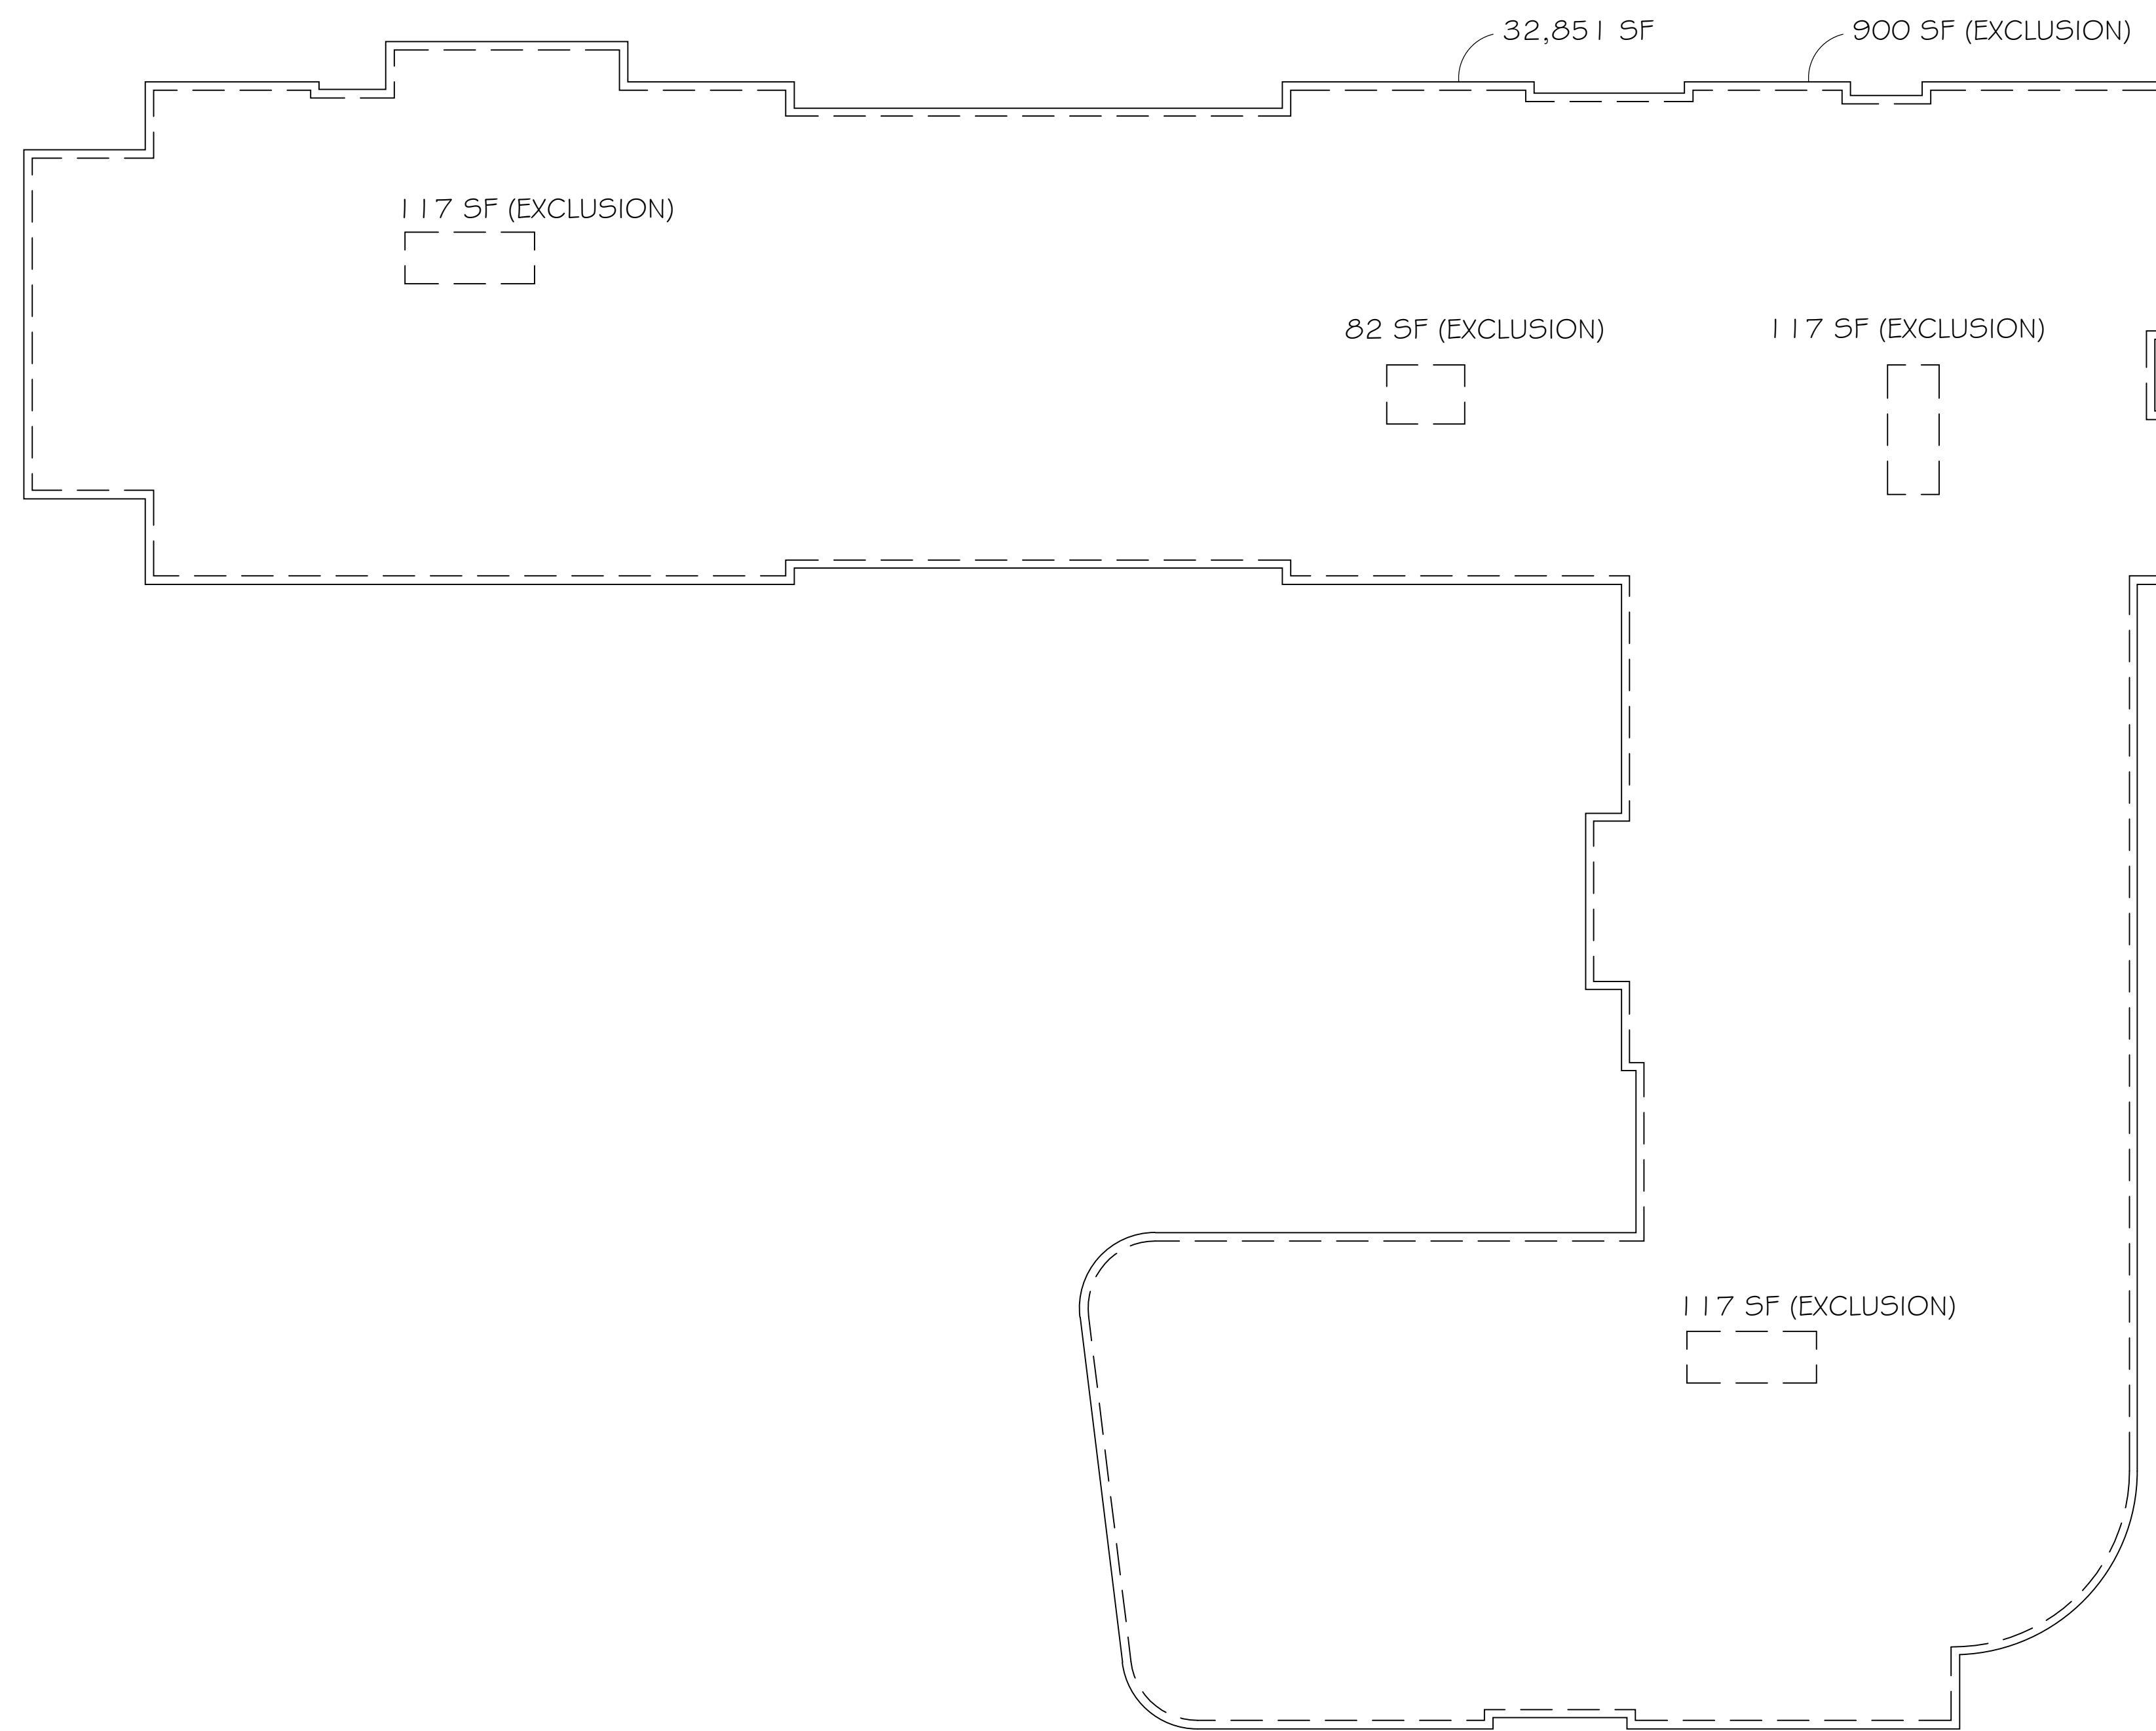 32,851 SF
900 SF (EXCLUSION)
117 SF (EXCLUSION)
82 SF (EXCLUSION)
117 SF (EXCLUSION)
117 SF (EXCLUSION)